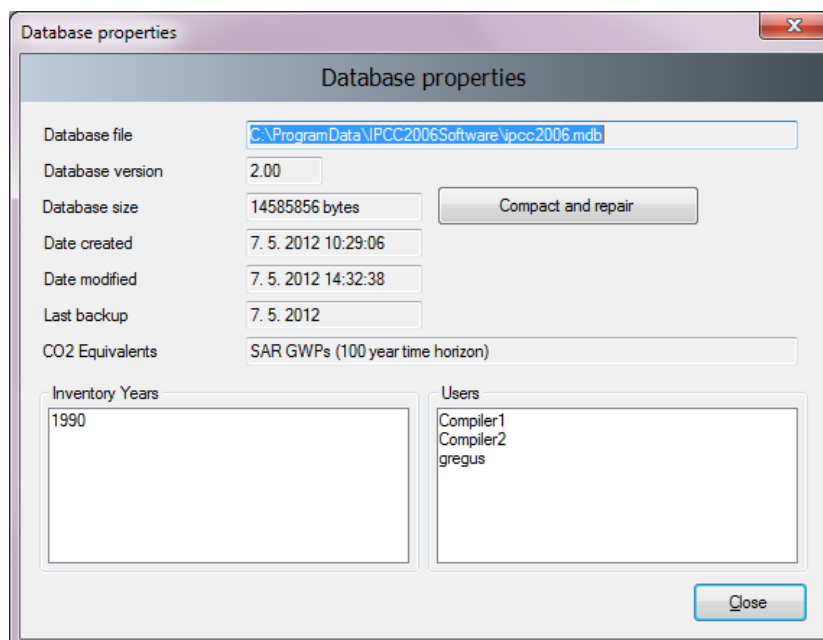 Database properties
Database properties
Database file C:\ProgramData\IPCC2006Software\ipcc2006.mdb
Database version 2.00
Database size 14585856 bytes Compact and repair
Date created 7. 5. 2012 10:29:06
Date modified 7. 5. 2012 14:32:38
Last backup 7. 5. 2012
CO2 Equivalents SAR GWPs (100 year time horizon)
Inventory Years
1990
Users
Compiler1
Compiler2
gregus
Close